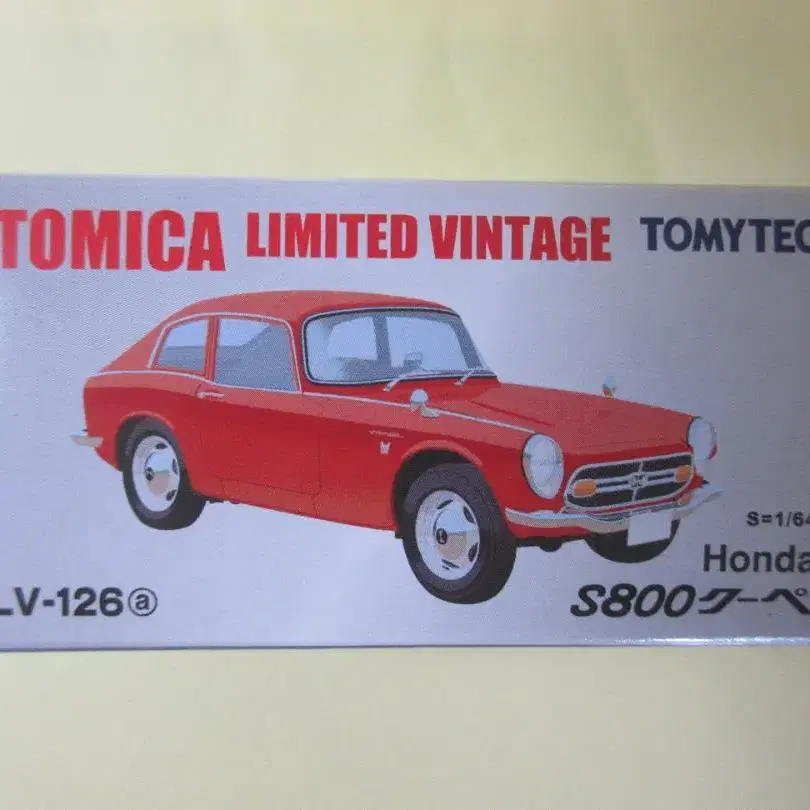 TOMICA LIMITED VINTAGE TOMYTEC
S=1/64
Honda
LV-126ⓐ
S800クーペ